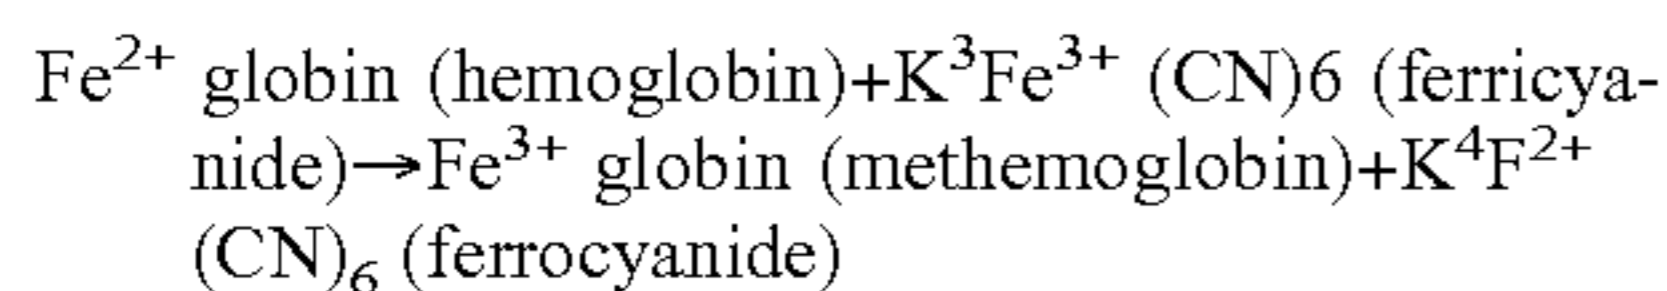 Fe²⁺ globin (hemoglobin)+K³Fe³⁺ (CN)6 (ferricya-
nide)→Fe³⁺ globin (methemoglobin)+K⁴F²⁺
(CN)₆ (ferrocyanide)